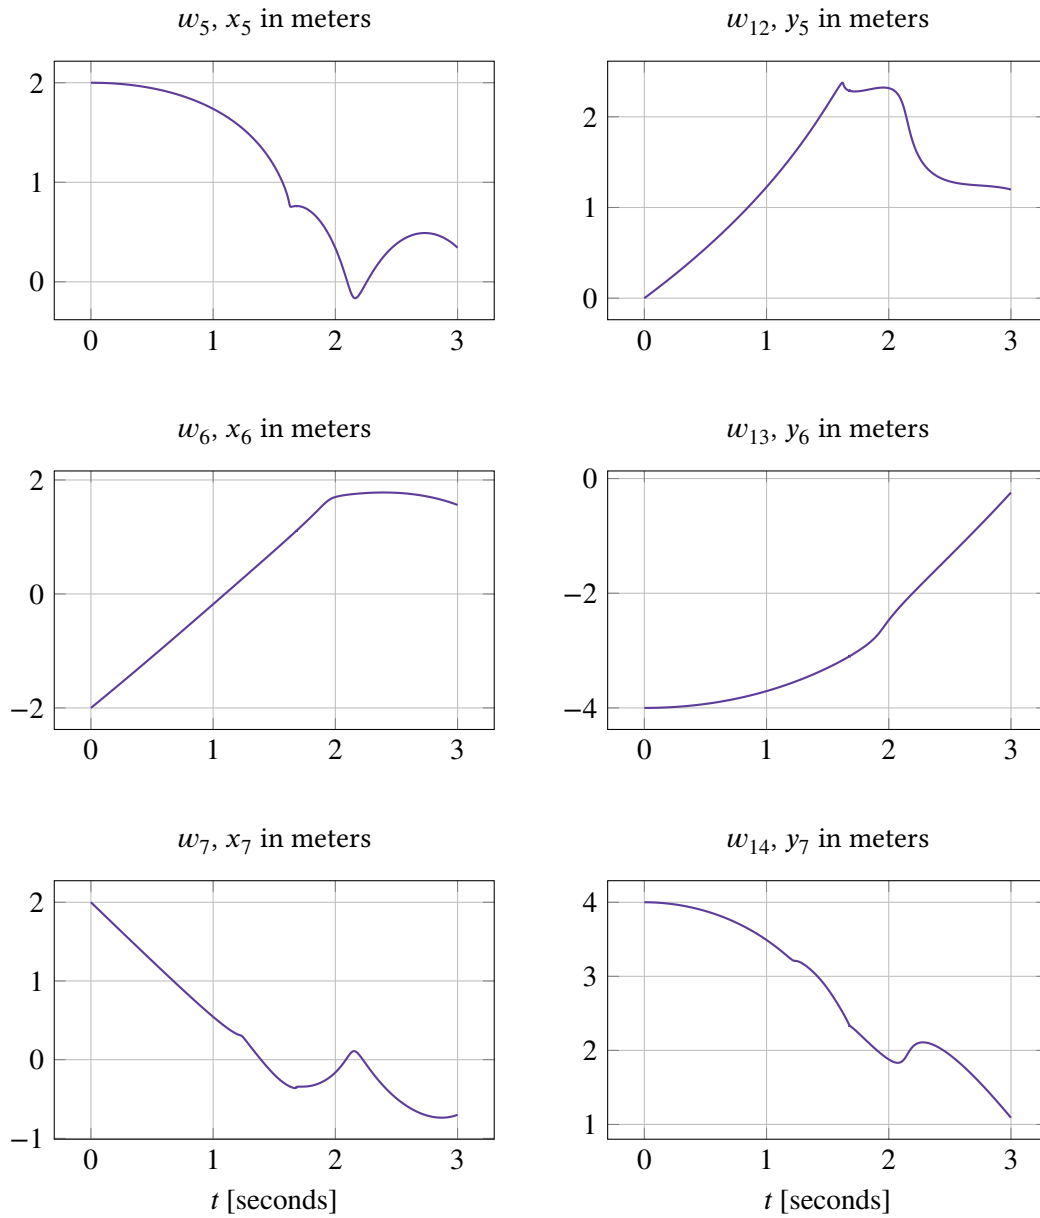 w₅, x₅ in meters
w₁₂, y₅ in meters
2
1
0
0 1 2 3
2
1
0
0 1 2 3
w₆, x₆ in meters
w₁₃, y₆ in meters
2
0
−2
0 1 2 3
0
−2
−4
0 1 2 3
w₇, x₇ in meters
w₁₄, y₇ in meters
2
1
0
−1
0 1 2 3
t [seconds]
4
3
2
1
0 1 2 3
t [seconds]